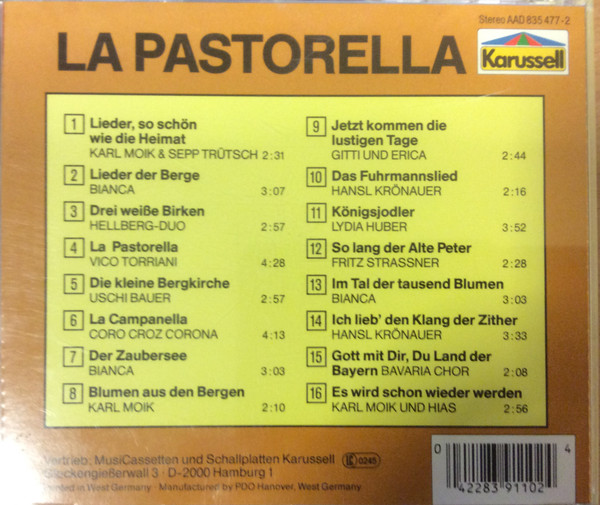 Stereo AAD 835 477-2
LA PASTORELLA
Karussell
1 Lieder, so schön
wie die Heimat
KARL MOIK & SEPP TRÜTSCH 2:31
2 Lieder der Berge
BIANCA 3:07
3 Drei weiße Birken
HELLBERG-DUO 2:57
4 La Pastorella
VICO TORRIANI 4:28
5 Die kleine Bergkirche
USCHI BAUER 2:57
6 La Campanella
CORO CROZ CORONA 4:13
7 Der Zaubersee
BIANCA 3:03
8 Blumen aus den Bergen
KARL MOIK 2:10
9 Jetzt kommen die
lustigen Tage
GITTI UND ERICA 2:44
10 Das Fuhrmannslied
HANSL KRÖNAUER 2:16
11 Königsjodler
LYDIA HUBER 3:52
12 So lang der Alte Peter
FRITZ STRASSNER 2:28
13 Im Tal der tausend Blumen
BIANCA 3:03
14 Ich lieb' den Klang der Zither
HANSL KRÖNAUER 3:33
15 Gott mit Dir, Du Land der
Bayern BAVARIA CHOR 2:08
16 Es wird schon wieder werden
KARL MOIK UND HIAS 2:56
Vertrieb: MusiCassetten und Schallplatten Karussell LC 0245
Glockengießerwall 3 · D-2000 Hamburg 1
Printed in West Germany · Manufactured by PDO Hanover, West Germany
0 4
42283 91102